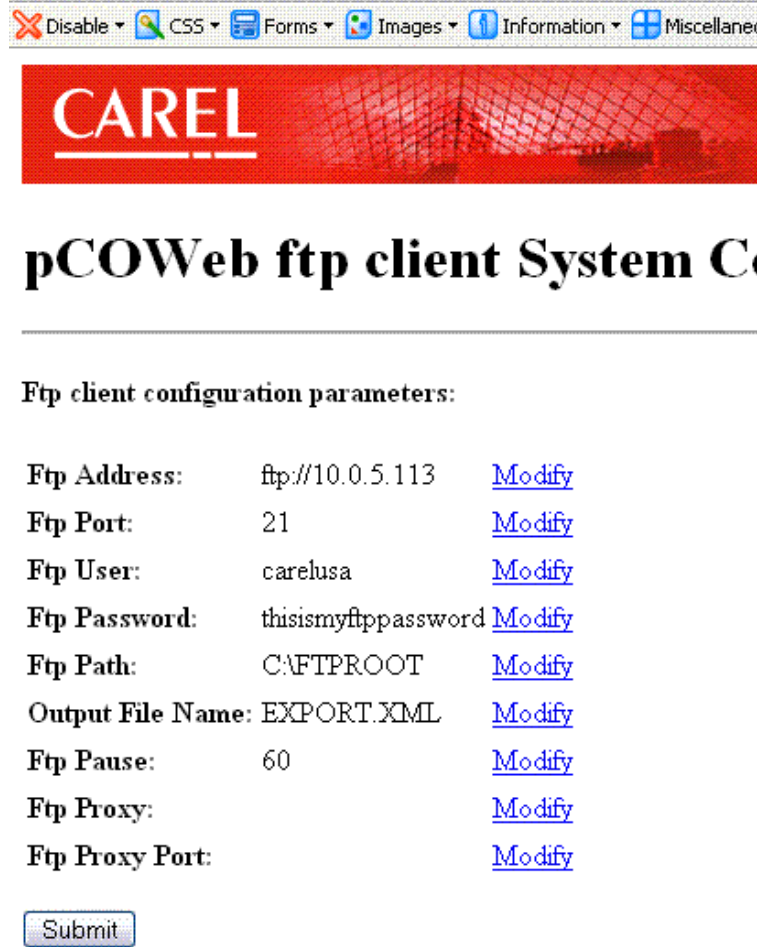 Disable CSS Forms Images Information
CAREL
pCOWeb ftp client System
Ftp client configuration parameters:
Ftp Address: ftp://10.0.5.113 Modify
Ftp Port: 21 Modify
Ftp User: carelusa Modify
Ftp Password: thisismyftppassword Modify
Ftp Path: C:\FTPROOT Modify
Output File Name: EXPORT.XML Modify
Ftp Pause: 60 Modify
Ftp Proxy: Modify
Ftp Proxy Port: Modify
Submit